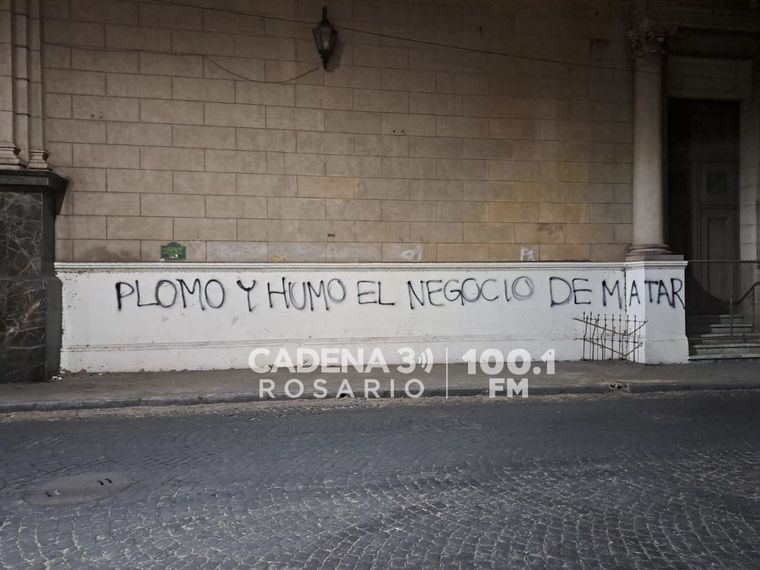 PLOMO Y HUMO EL NEGOCIO DE MATAR
CADENA 3 100.1
ROSARIO FM